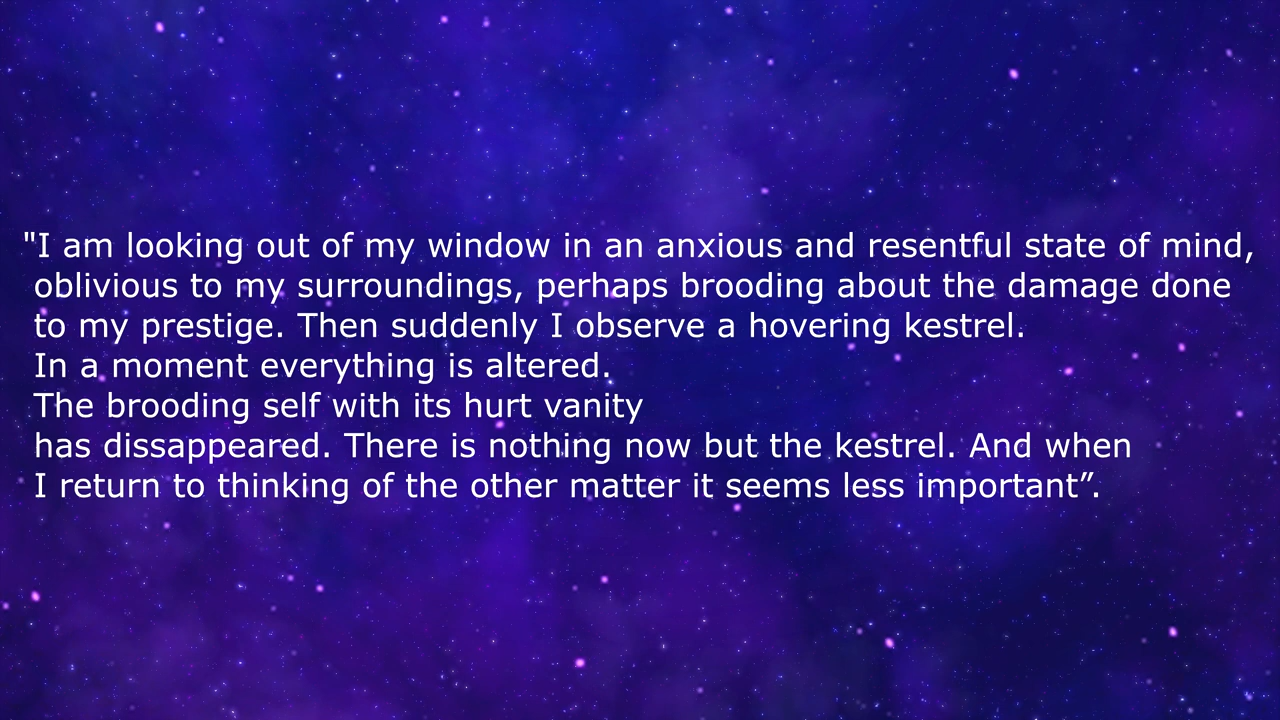 "I am looking out of my window in an anxious and resentful state of mind,
oblivious to my surroundings, perhaps brooding about the damage done
to my prestige. Then suddenly I observe a hovering kestrel.
In a moment everything is altered.
The brooding self with its hurt vanity
has dissappeared. There is nothing now but the kestrel. And when
I return to thinking of the other matter it seems less important”.